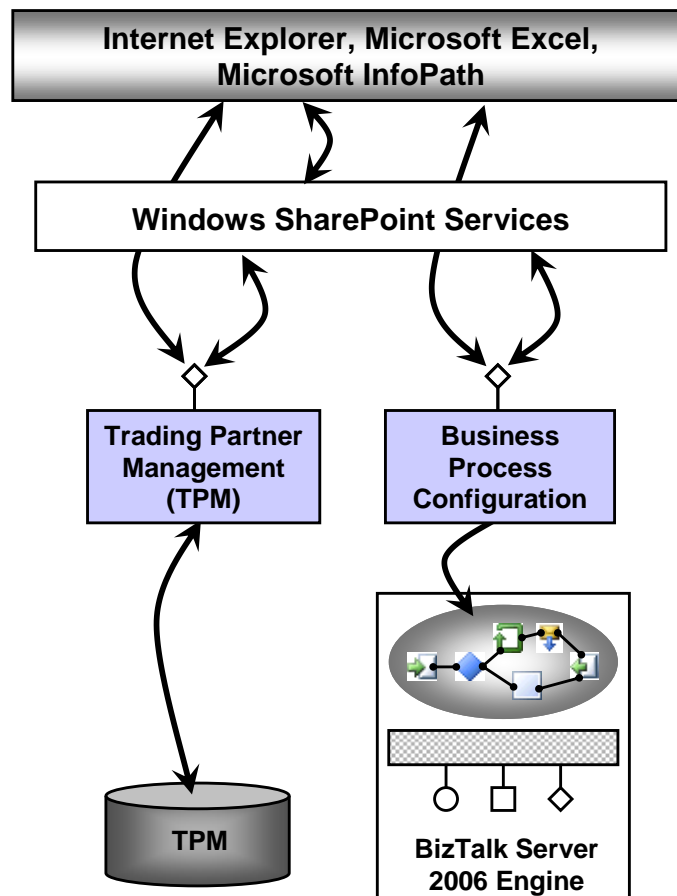 Internet Explorer, Microsoft Excel,
Microsoft InfoPath
Windows SharePoint Services
Trading Partner
Management
(TPM)
Business
Process
Configuration
TPM
BizTalk Server
2006 Engine